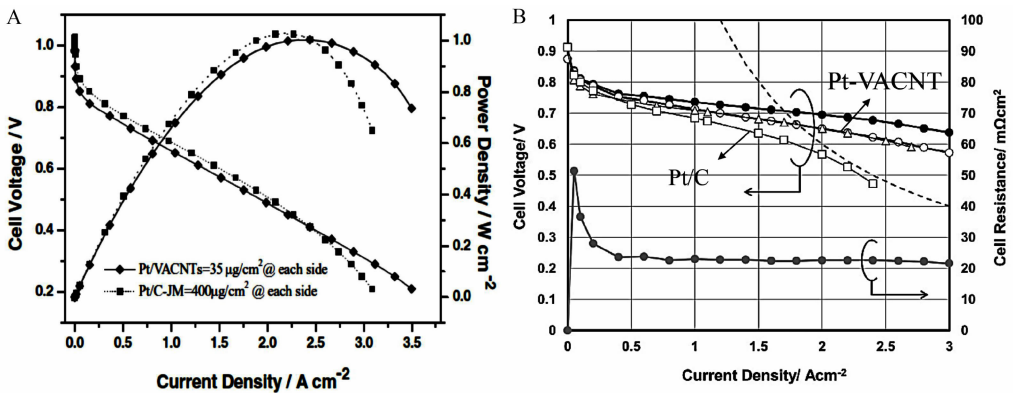 A
Cell Voltage / V
1.0
0.8
0.6
0.4
0.2
1.0
0.8
0.6
0.4
0.2
0.0
Power Density / W cm-2
Pt/VACNTs=35 µg/cm²@ each side
Pt/C-JM=400µg/cm² @ each side
0.0 0.5 1.0 1.5 2.0 2.5 3.0 3.5
Current Density / A cm-2
B
Cell Voltage/ V
1
0.9
0.8
0.7
0.6
0.5
0.4
0.3
0.2
0.1
0
Pt-VACNT
Pt/C
100
90
80
70
60
50
40
30
20
10
0
Cell Resistance/ mΩcm²
0 0.5 1 1.5 2 2.5 3
Current Density/ Acm-2